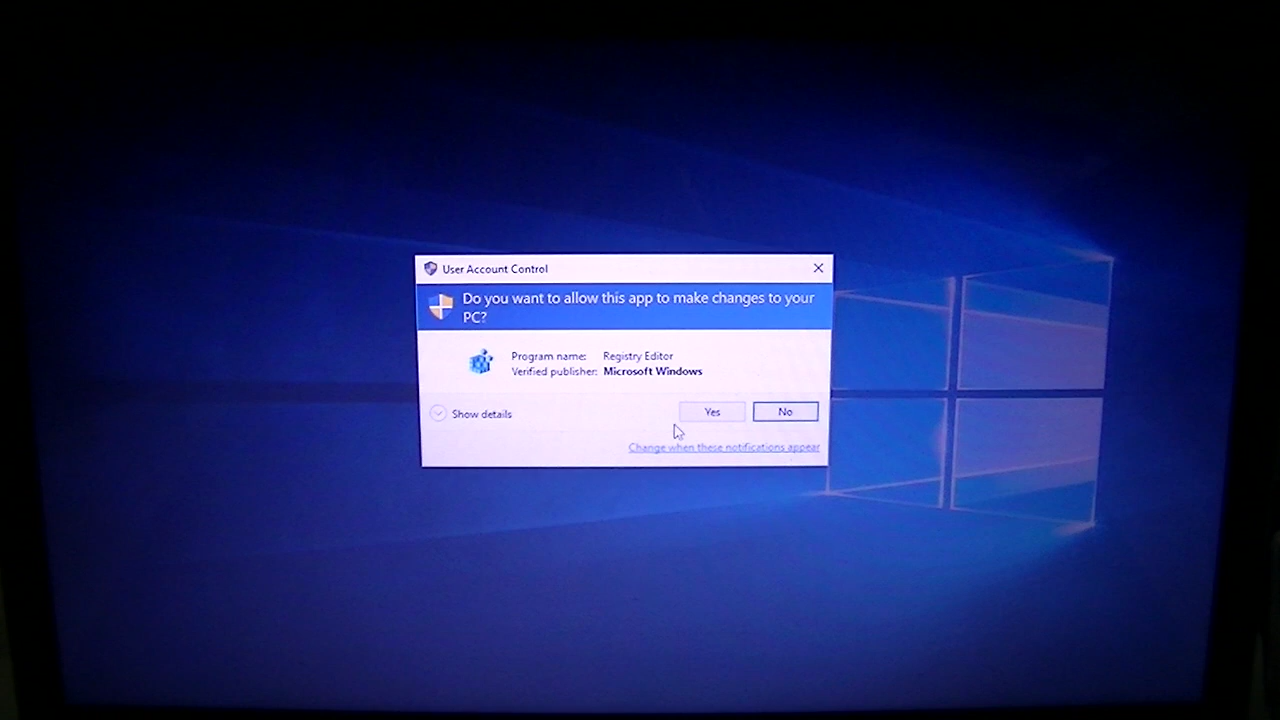 User Account Control
Do you want to allow this app to make changes to your
PC?
Program name: Registry Editor
Verified publisher: Microsoft Windows
Show details
Yes
No
Change when these notifications appear